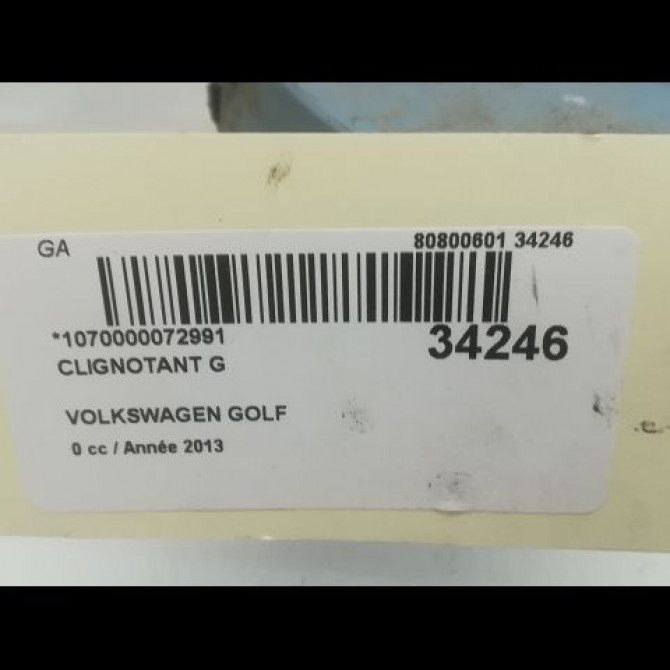 GA 80800601 34246
*1070000072991 34246
CLIGNOTANT G
VOLKSWAGEN GOLF
0 cc / Année 2013